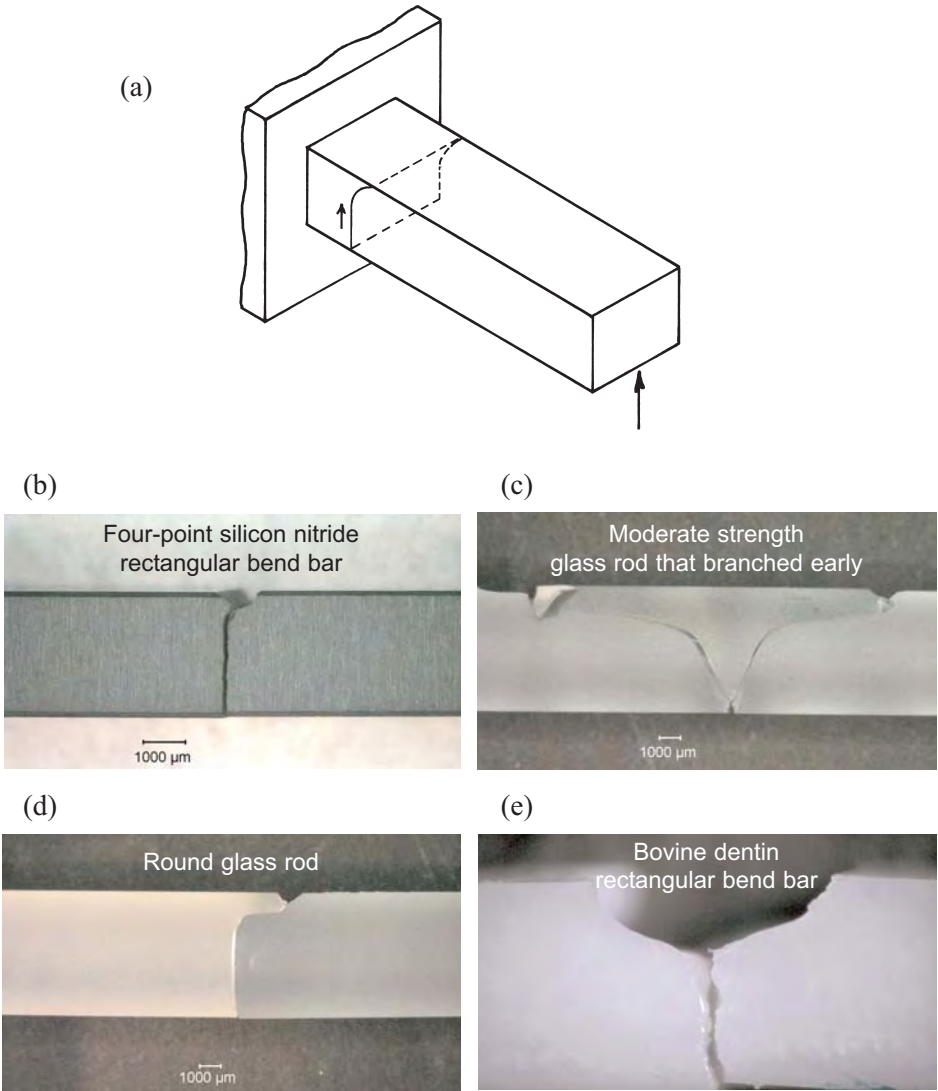 (a)
(b)
(c)
Four-point silicon nitride
rectangular bend bar
1000 µm
Moderate strength
glass rod that branched early
1000 µm
(d)
(e)
Round glass rod
1000 µm
Bovine dentin
rectangular bend bar